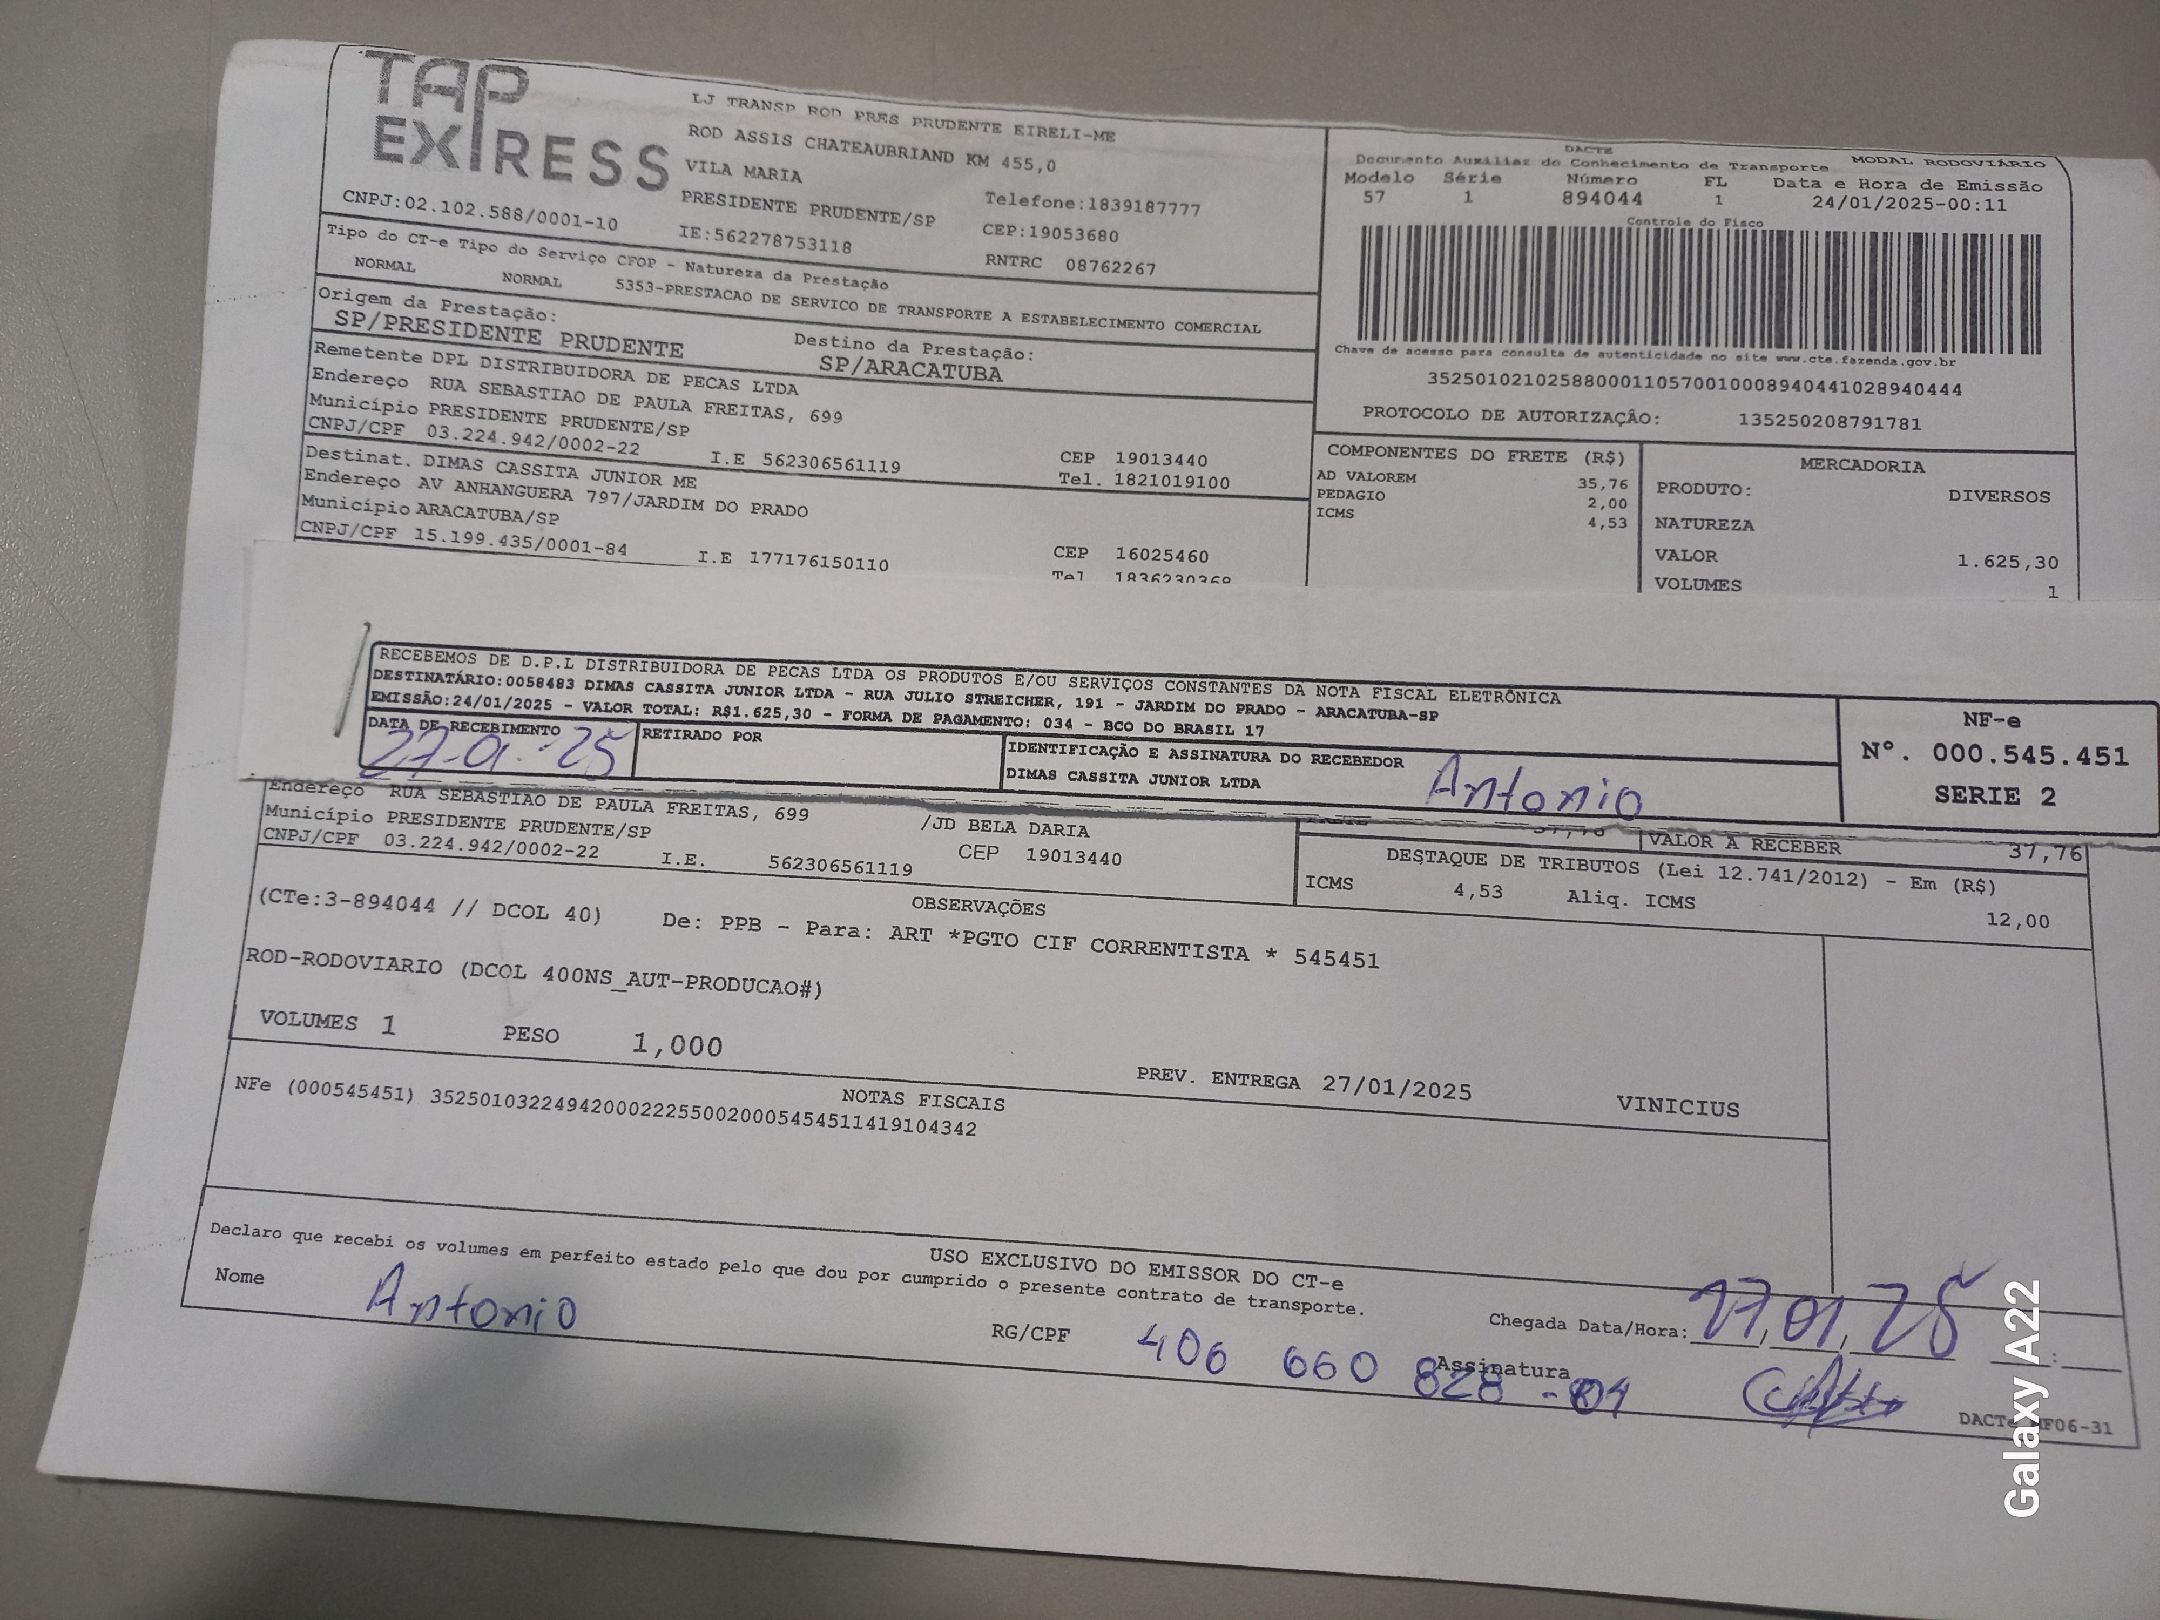 TAP
EXPRESS
LJ TRANSP ROD PRES PRUDENTE EIRELI-ME
ROD ASSIS CHATEAUBRIAND KM 455,0
VILA MARIA
PRESIDENTE PRUDENTE/SP
Telefone:1839187777
CNPJ:02.102.588/0001-10
IE:562278753118
CEP:19053680
RNTRC 08762267
Tipo do CT-e Tipo do Serviço CFOP - Natureza da Prestação
NORMAL NORMAL 5353-PRESTACAO DE SERVICO DE TRANSPORTE A ESTABELECIMENTO COMERCIAL
Origem da Prestação:
SP/PRESIDENTE PRUDENTE
Destino da Prestação:
SP/ARACATUBA
Remetente DPL DISTRIBUIDORA DE PECAS LTDA
Endereço RUA SEBASTIAO DE PAULA FREITAS, 699
Município PRESIDENTE PRUDENTE/SP
CEP 19013440
CNPJ/CPF 03.224.942/0002-22 I.E 562306561119 Tel. 1821019100
Destinat. DIMAS CASSITA JUNIOR ME
Endereço AV ANHANGUERA 797/JARDIM DO PRADO
Município ARACATUBA/SP
CEP 16025460
CNPJ/CPF 15.199.435/0001-84 I.E 177176150110 Tel 1836230368
DACTE
Documento Auxiliar do Conhecimento de Transporte MODAL RODOVIÁRIO
Modelo Série Número FL Data e Hora de Emissão
57 1 894044 1 24/01/2025-00:11
Controle do Fisco
Chave de acesso para consulta de autenticidade no site www.cte.fazenda.gov.br
35250102102588000110570010008940441028940444
PROTOCOLO DE AUTORIZAÇÃO: 135250208791781
COMPONENTES DO FRETE (R$)
AD VALOREM 35,76
PEDAGIO 2,00
ICMS 4,53
MERCADORIA
PRODUTO: DIVERSOS
NATUREZA
VALOR 1.625,30
VOLUMES 1
RECEBEMOS DE D.P.L DISTRIBUIDORA DE PECAS LTDA OS PRODUTOS E/OU SERVIÇOS CONSTANTES DA NOTA FISCAL ELETRÔNICA
DESTINATÁRIO:0058483 DIMAS CASSITA JUNIOR LTDA - RUA JULIO STREICHER, 191 - JARDIM DO PRADO - ARACATUBA-SP
EMISSÃO:24/01/2025 - VALOR TOTAL: R$1.625,30 - FORMA DE PAGAMENTO: 034 - BCO DO BRASIL 17
DATA DE RECEBIMENTO
27-01-25
RETIRADO POR
IDENTIFICAÇÃO E ASSINATURA DO RECEBEDOR
DIMAS CASSITA JUNIOR LTDA
Antonio
NF-e
Nº. 000.545.451
SERIE 2
Endereço RUA SEBASTIAO DE PAULA FREITAS, 699 /JD BELA DARIA
Município PRESIDENTE PRUDENTE/SP CEP 19013440
CNPJ/CPF 03.224.942/0002-22 I.E. 562306561119
37,76
VALOR A RECEBER 37,76
DESTAQUE DE TRIBUTOS (Lei 12.741/2012) - Em (R$)
ICMS 4,53 Aliq. ICMS 12,00
OBSERVAÇÕES
(CTe:3-894044 // DCOL 40) De: PPB - Para: ART *PGTO CIF CORRENTISTA * 545451
ROD-RODOVIARIO (DCOL 400NS_AUT-PRODUCAO#)
VOLUMES 1 PESO 1,000
PREV. ENTREGA 27/01/2025 VINICIUS
NOTAS FISCAIS
NFe (000545451) 35250103224942000222550020005454511419104342
USO EXCLUSIVO DO EMISSOR DO CT-e
Declaro que recebi os volumes em perfeito estado pelo que dou por cumprido o presente contrato de transporte.
Nome Antonio
RG/CPF 406 660 828 -
Chegada Data/Hora: 27,01,25 :
Assinatura
DACTe F06-31
Galaxy A22